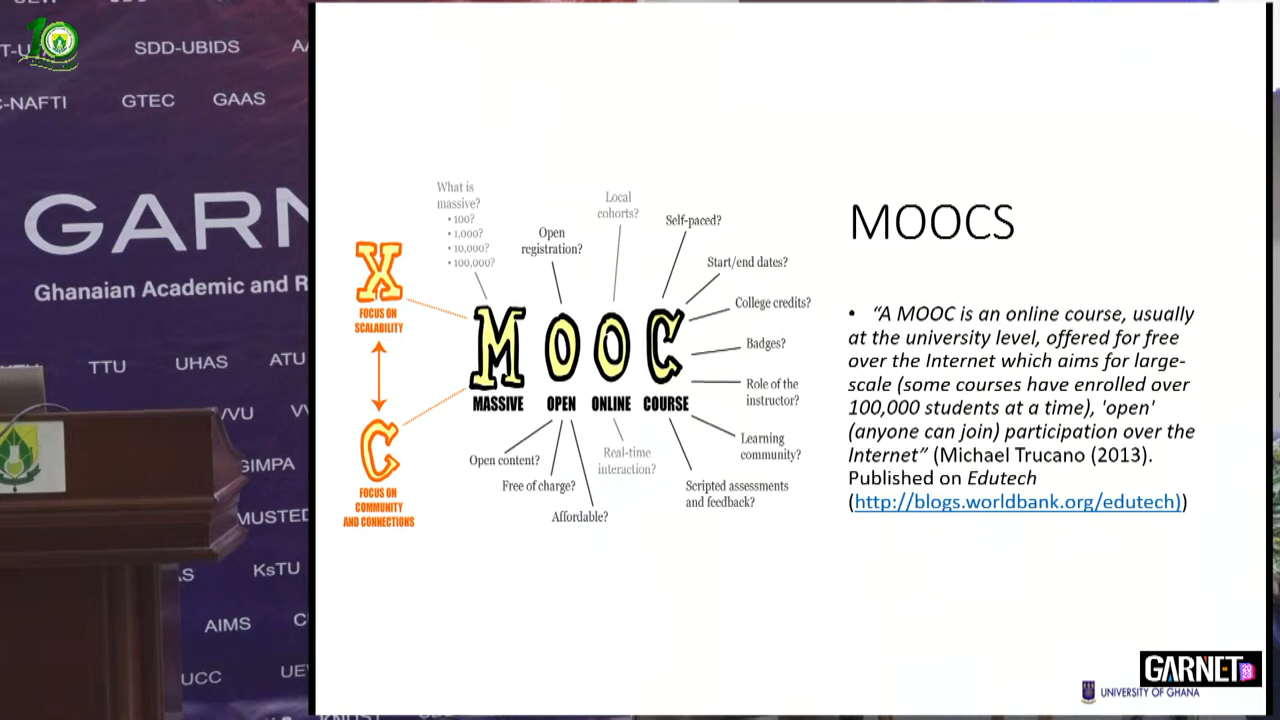 10
SDD-UBIDS
C-NAFTI
GTEC
GAAS
GARN
Ghanaian Academic and R
TTU
UHAS
ATU
VVU
GIMPA
MUSTED
KsTU
AIMS
UCC
What is
massive?
• 100?
• 1,000?
• 10,000?
• 100,000?
Open
registration?
Local
cohorts?
Self-paced?
Start/end dates?
College credits?
Badges?
Role of the
instructor?
Learning
community?
Scripted assessments
and feedback?
X
FOCUS ON
SCALABILITY
C
FOCUS ON
COMMUNITY
AND CONNECTIONS
MOOC
MASSIVE OPEN ONLINE COURSE
Open content?
Free of charge?
Affordable?
Real-time
interaction?
MOOCS
• “A MOOC is an online course, usually
at the university level, offered for free
over the Internet which aims for large-
scale (some courses have enrolled over
100,000 students at a time), 'open'
(anyone can join) participation over the
Internet” (Michael Trucano (2013).
Published on Edutech
(http://blogs.worldbank.org/edutech))
GARNET 2023
UNIVERSITY OF GHANA